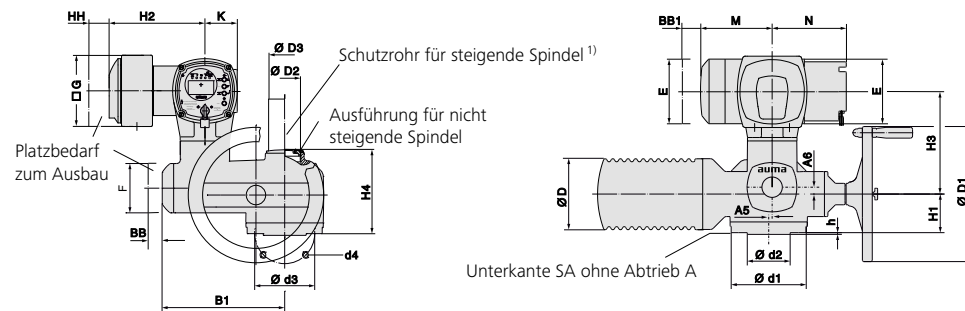 HH H2 K
□G
Ø D3
Ø D2
Schutzrohr für steigende Spindel 1)
Ausführung für nicht
steigende Spindel
Platzbedarf
zum Ausbau
F
BB
H4
d4
Ø d3
B1
BB1 M N
E
E
H3
Ø D1
A6
auma
Ø D
A5
h
H1
Ø d2
Ø d1
Unterkante SA ohne Abtrieb A